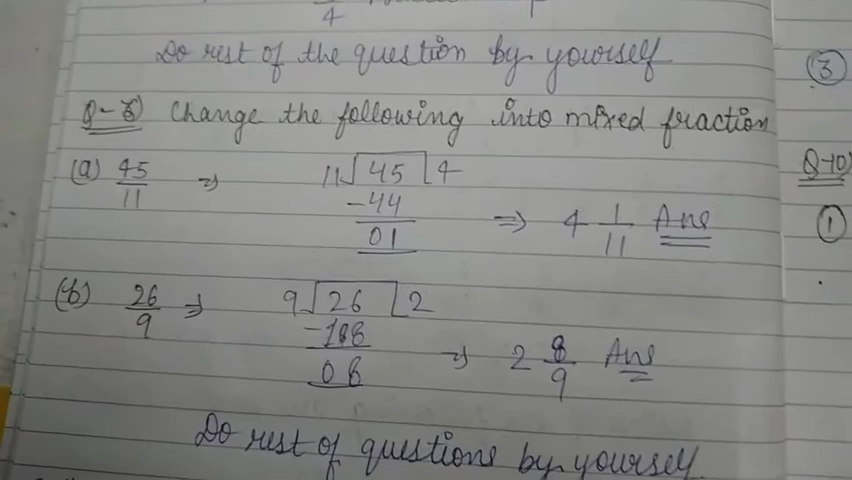 4
Do rest of the question by yourself
(3)
Q-8) Change the following into mixed fraction
(a) 45/11 ⇒ 11√45 4
-44
01
⇒ 4 1/11 Ans
Q-10)
(1)
(b) 26/9 ⇒ 9√26 2
-18
08
⇒ 2 8/9 Ans
Do rest of questions by yourself